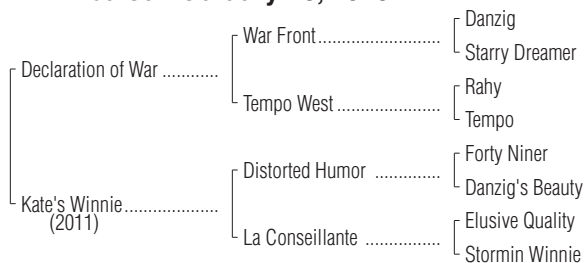 Danzig
War Front
Starry Dreamer
Declaration of War
Rahy
Tempo West
Tempo
Forty Niner
Distorted Humor
Danzig's Beauty
Kate's Winnie
(2011)
Elusive Quality
La Conseillante
Stormin Winnie